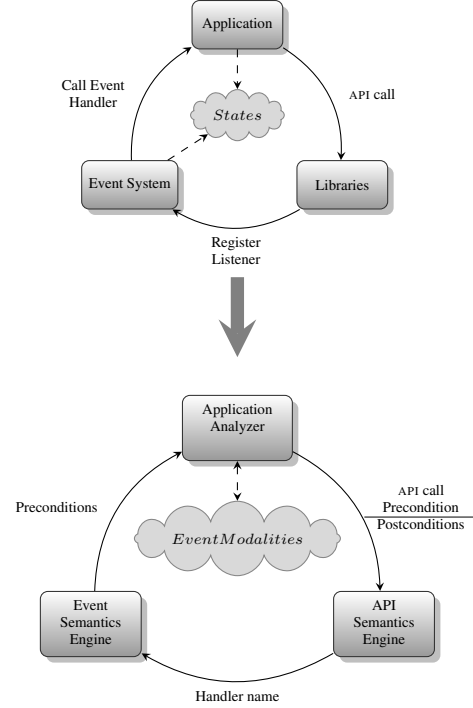 Application
Call Event
Handler
API call
States
Event System
Libraries
Register
Listener
Application
Analyzer
Preconditions
API call
Precondition
Postconditions
EventModalities
Event
Semantics
Engine
API
Semantics
Engine
Handler name